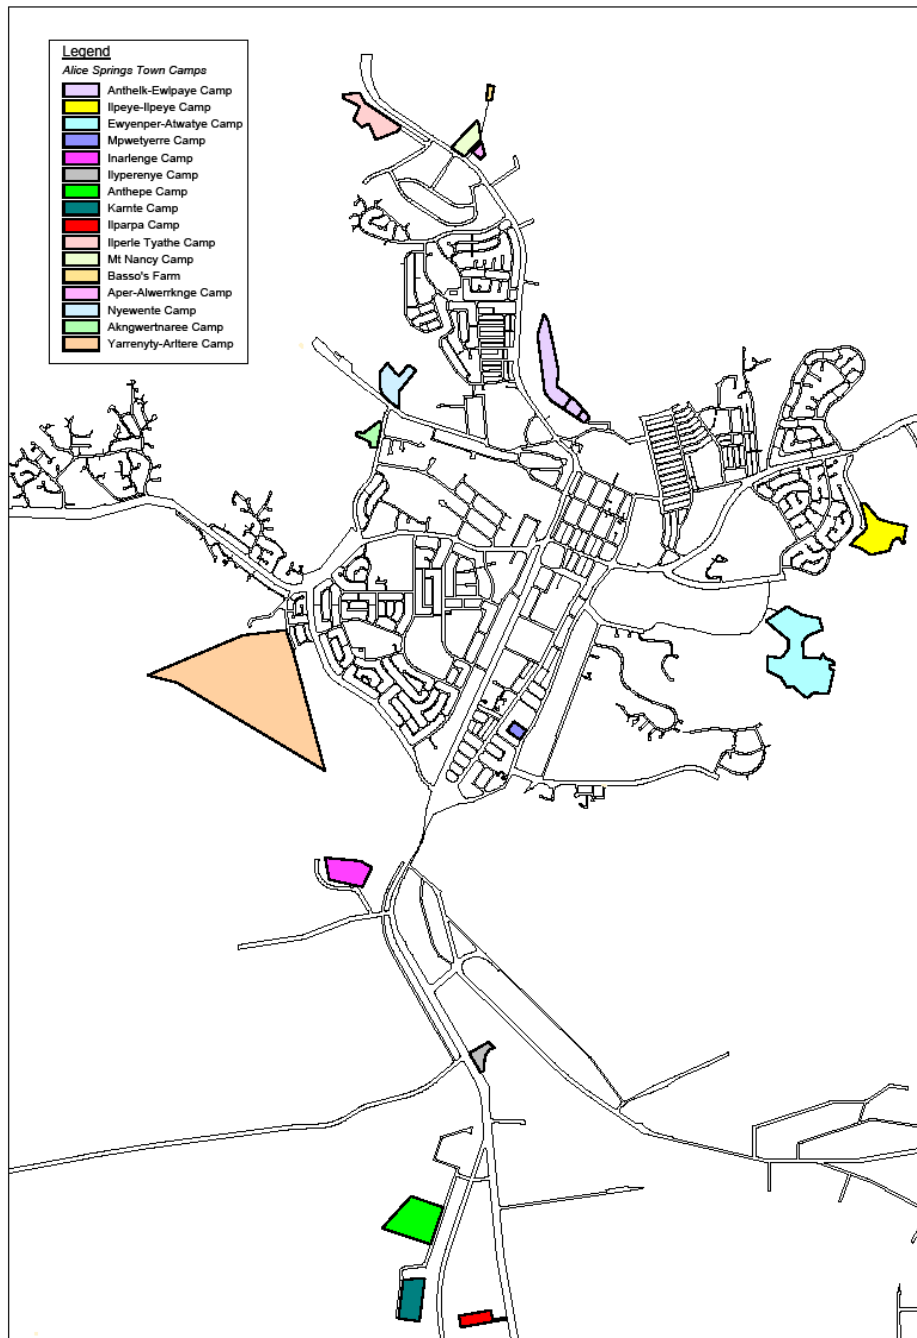 Legend
Alice Springs Town Camps
Anthelk-Ewlpaye Camp
Ilpeye-Ilpeye Camp
Ewyenper-Atwatye Camp
Mpwetyerre Camp
Inarlenge Camp
Ilyperenye Camp
Anthepe Camp
Karnte Camp
Ilparpa Camp
Ilperle Tyathe Camp
Mt Nancy Camp
Basso's Farm
Aper-Alwerrknge Camp
Nyewente Camp
Akngwertnaree Camp
Yarrenyty-Arltere Camp